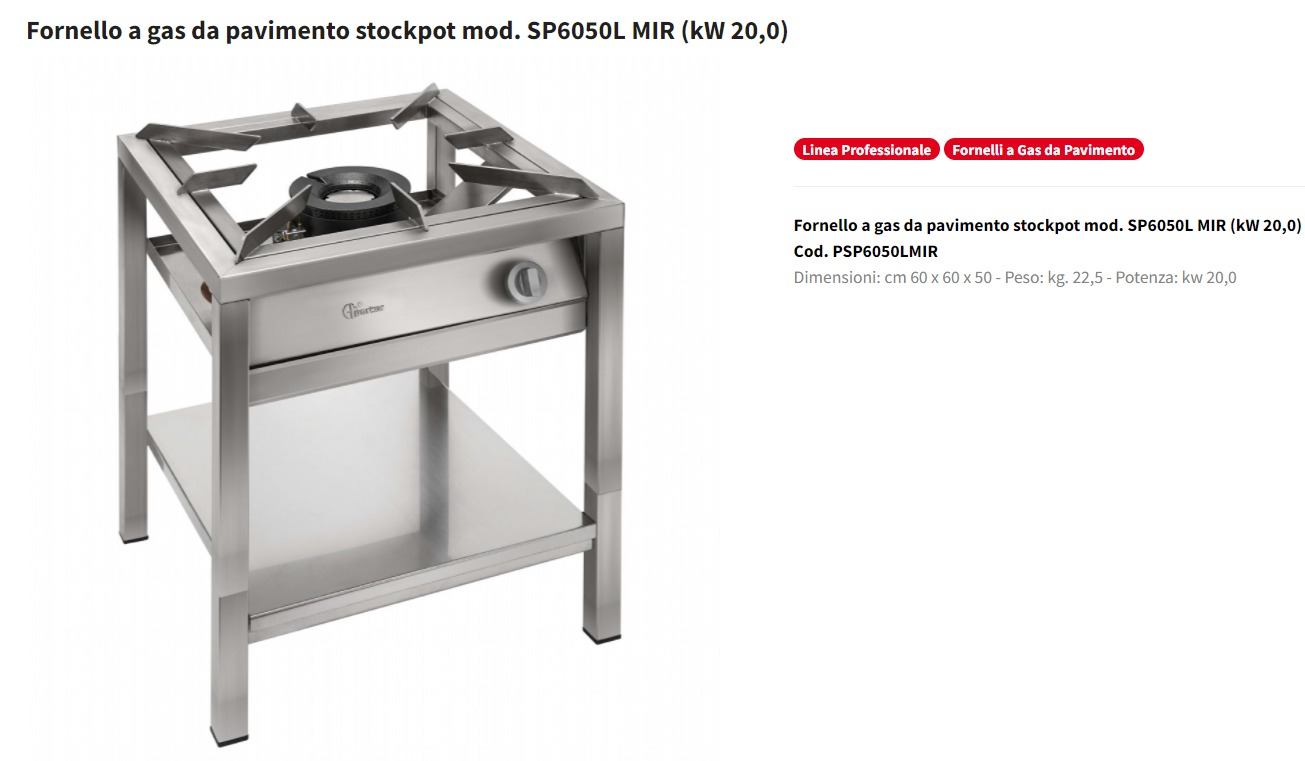 Fornello a gas da pavimento stockpot mod. SP6050L MIR (kW 20,0)
Linea Professionale
Fornelli a Gas da Pavimento
Fornello a gas da pavimento stockpot mod. SP6050L MIR (kW 20,0)
Cod. PSP6050LMIR
Dimensioni: cm 60 x 60 x 50 - Peso: kg. 22,5 - Potenza: kw 20,0